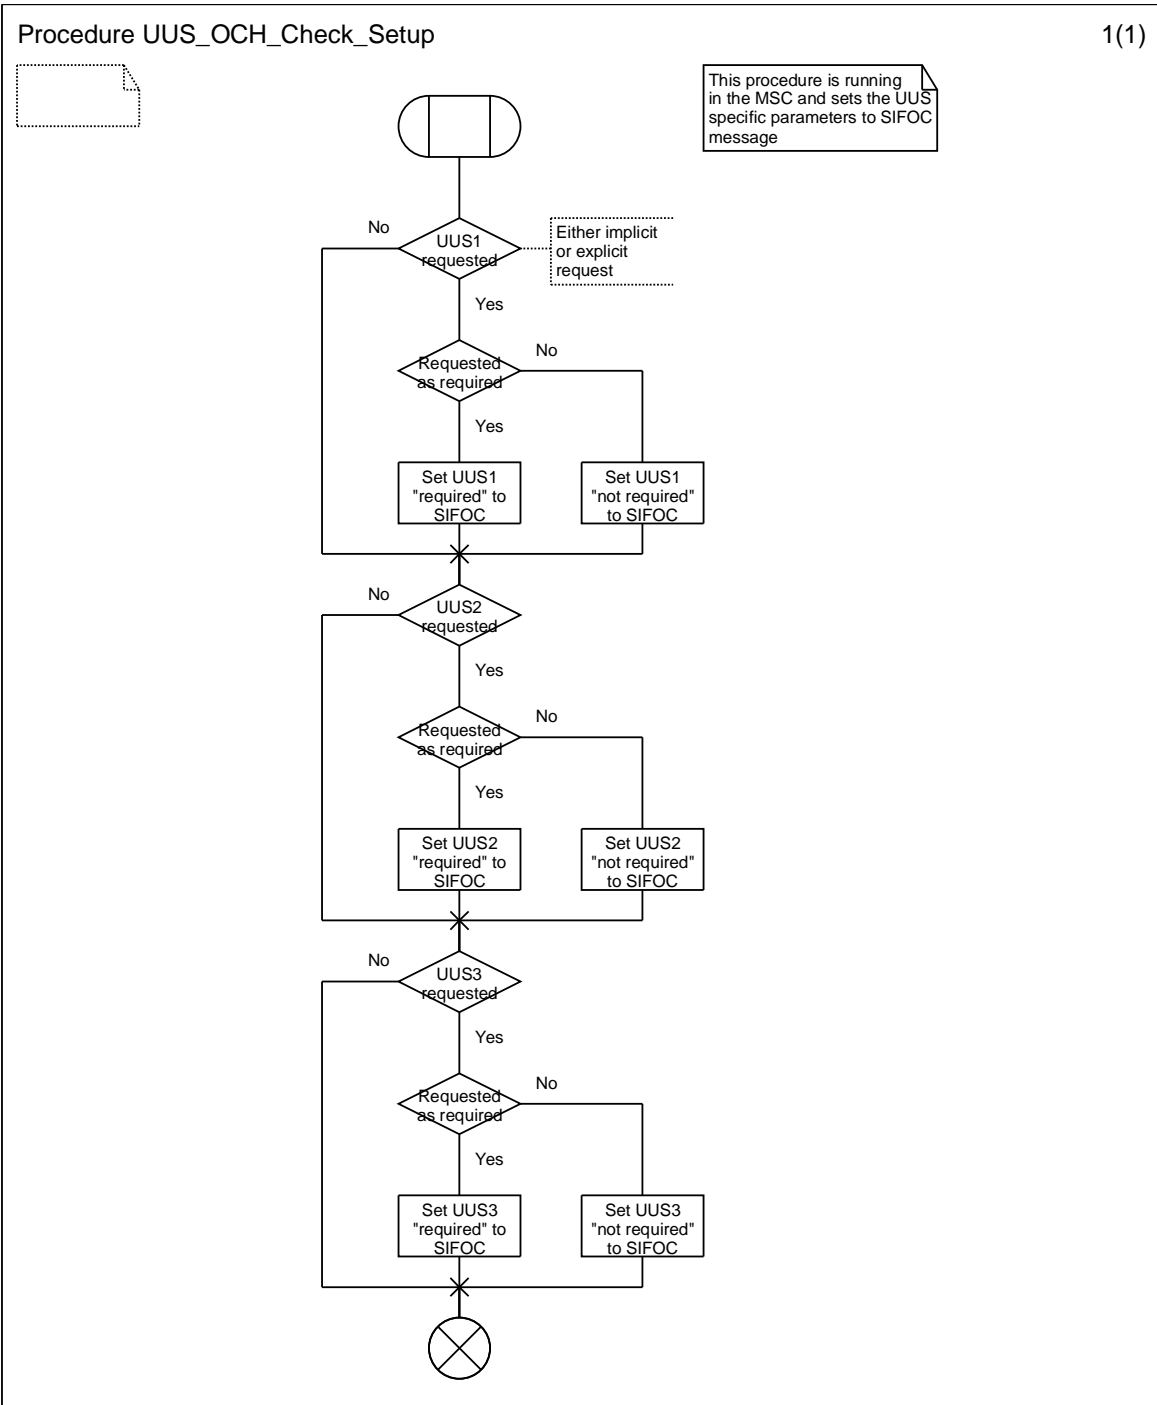 Procedure UUS_OCH_Check_Setup
1(1)
This procedure is running
in the MSC and sets the UUS
specific parameters to SIFOC
message
No
UUS1
requested
Either implicit
or explicit
request
Yes
Requested
as required
No
Yes
Set UUS1
"required" to
SIFOC
Set UUS1
"not required"
to SIFOC
No
UUS2
requested
Yes
Requested
as required
No
Yes
Set UUS2
"required" to
SIFOC
Set UUS2
"not required"
to SIFOC
No
UUS3
requested
Yes
Requested
as required
No
Yes
Set UUS3
"required" to
SIFOC
Set UUS3
"not required"
to SIFOC